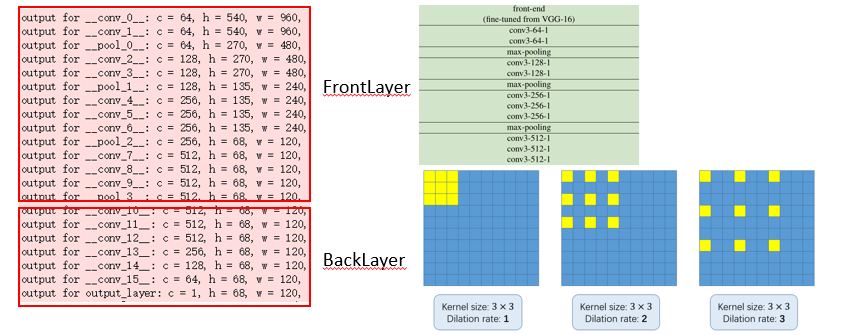 output for __conv_0__: c = 64, h = 540, w = 960,
output for __conv_1__: c = 64, h = 540, w = 960,
output for __pool_0__: c = 64, h = 270, w = 480,
output for __conv_2__: c = 128, h = 270, w = 480,
output for __conv_3__: c = 128, h = 270, w = 480,
output for __pool_1__: c = 128, h = 135, w = 240,
output for __conv_4__: c = 256, h = 135, w = 240,
output for __conv_5__: c = 256, h = 135, w = 240,
output for __conv_6__: c = 256, h = 135, w = 240,
output for __pool_2__: c = 256, h = 68, w = 120,
output for __conv_7__: c = 512, h = 68, w = 120,
output for __conv_8__: c = 512, h = 68, w = 120,
output for __conv_9__: c = 512, h = 68, w = 120,
output for __pool_3__: c = 512, h = 68, w = 120,
output for __conv_10__: c = 512, h = 68, w = 120,
output for __conv_11__: c = 512, h = 68, w = 120,
output for __conv_12__: c = 512, h = 68, w = 120,
output for __conv_13__: c = 256, h = 68, w = 120,
output for __conv_14__: c = 128, h = 68, w = 120,
output for __conv_15__: c = 64, h = 68, w = 120,
output for output_layer: c = 1, h = 68, w = 120,
FrontLayer
BackLayer
front-end
(fine-tuned from VGG-16)
conv3-64-1
conv3-64-1
max-pooling
conv3-128-1
conv3-128-1
max-pooling
conv3-256-1
conv3-256-1
conv3-256-1
max-pooling
conv3-512-1
conv3-512-1
conv3-512-1
Kernel size: 3 × 3
Dilation rate: 1
Kernel size: 3 × 3
Dilation rate: 2
Kernel size: 3 × 3
Dilation rate: 3